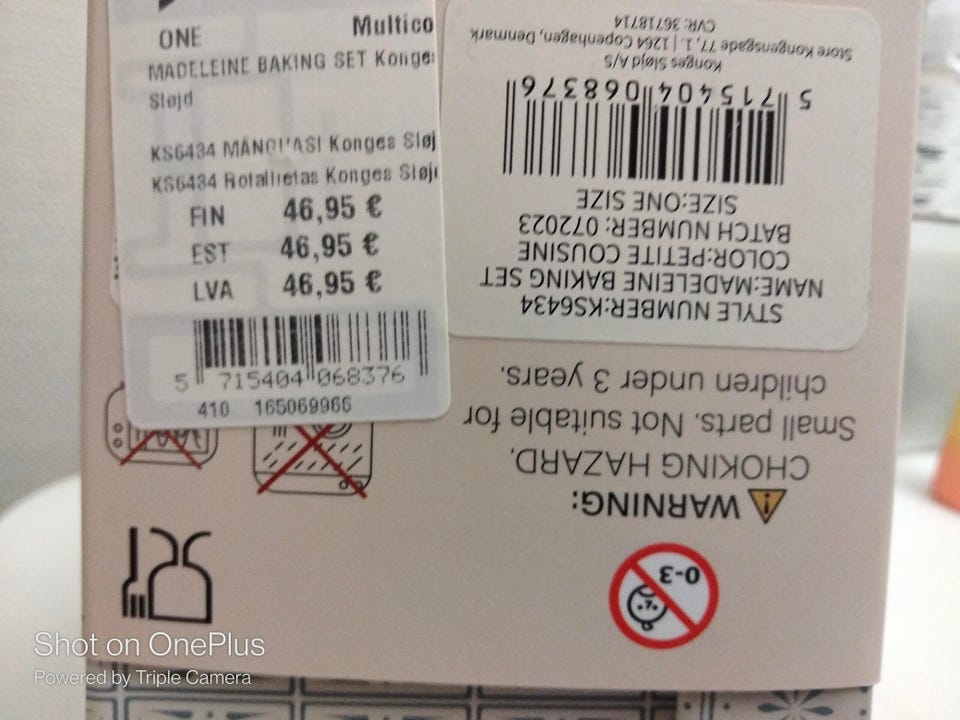 ONE Multico
MADELEINE BAKING SET Konges
Sløjd
KS6434 Konges Sløj
KS6434 Rotallietas Konges Sløj
FIN 46,95 €
EST 46,95 €
LVA 46,95 €
5 715404 068376
410 165069966
STYLE NUMBER:KS6434
NAME:MADELEINE BAKING SET
COLOR:PETITE COUSINE
BATCH NUMBER: 072023
SIZE:ONE SIZE
5 715404 068376
Konges Sløjd A/S
Store Kongensgade, 77, 1. | 1264 Copenhagen, Denmark
CVR: 36718714
0-3
WARNING:
CHOKING HAZARD.
Small parts. Not suitable for
children under 3 years.
Shot on OnePlus
Powered by Triple Camera